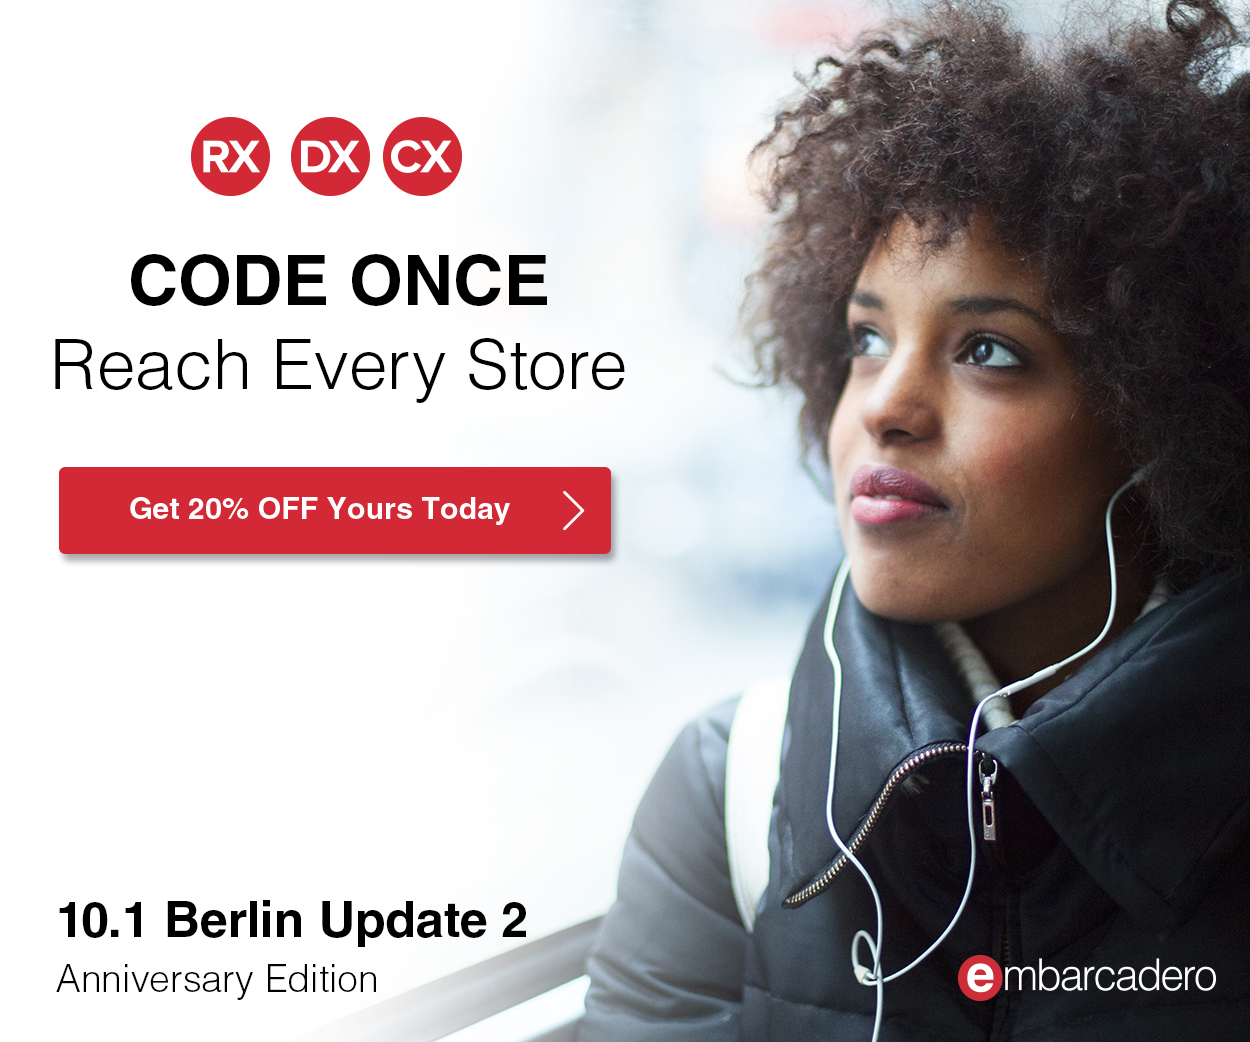 RX DX CX
CODE ONCE
Reach Every Store
Get 20% OFF Yours Today
10.1 Berlin Update 2
Anniversary Edition
embarcadero